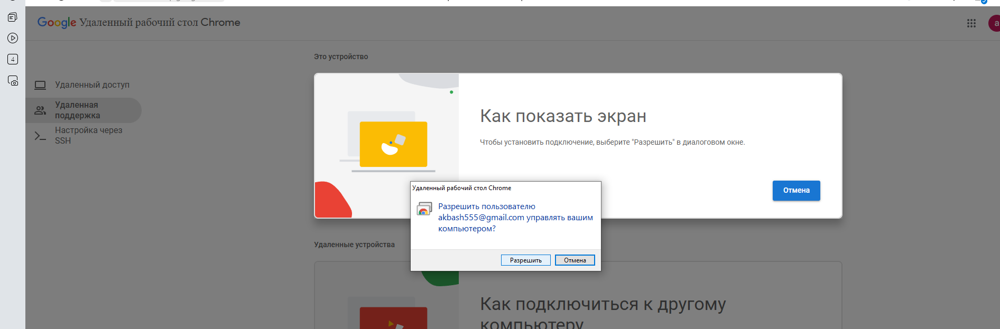 Google Удаленный рабочий стол Chrome
a
4
Это устройство
Удаленный доступ
Удаленная
поддержка
Настройка через
SSH
Как показать экран
Чтобы установить подключение, выберите "Разрешить" в диалоговом окне.
Отмена
Удаленный рабочий стол Chrome
Разрешить пользователю
akbash555@gmail.com управлять вашим
компьютером?
Разрешить
Отмена
Удаленные устройства
Как подключиться к другому
компьютеру